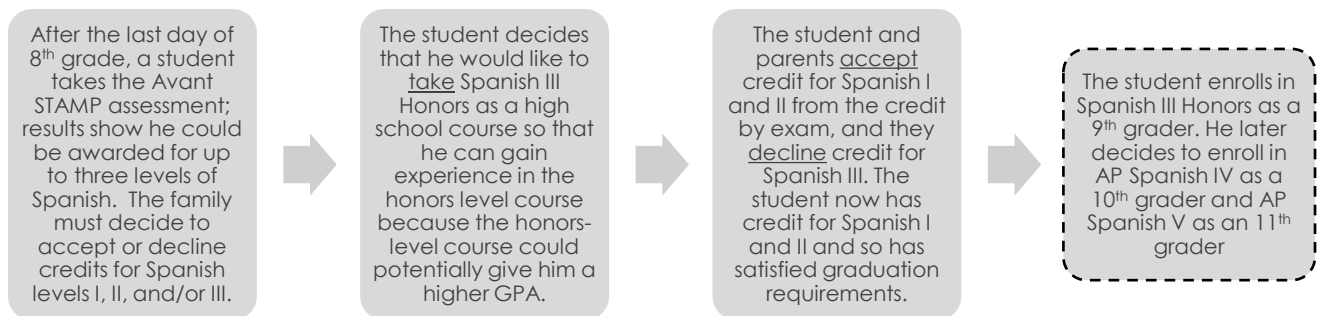 After the last day of
8th grade, a student
takes the Avant
STAMP assessment;
results show he could
be awarded for up
to three levels of
Spanish. The family
must decide to
accept or decline
credits for Spanish
levels I, II, and/or III.
The student decides
that he would like to
take Spanish III
Honors as a high
school course so that
he can gain
experience in the
honors level course
because the honors-
level course could
potentially give him a
higher GPA.
The student and
parents accept
credit for Spanish I
and II from the credit
by exam, and they
decline credit for
Spanish III. The
student now has
credit for Spanish I
and II and so has
satisfied graduation
requirements.
The student enrolls in
Spanish III Honors as a
9th grader. He later
decides to enroll in
AP Spanish IV as a
10th grader and AP
Spanish V as an 11th
grader